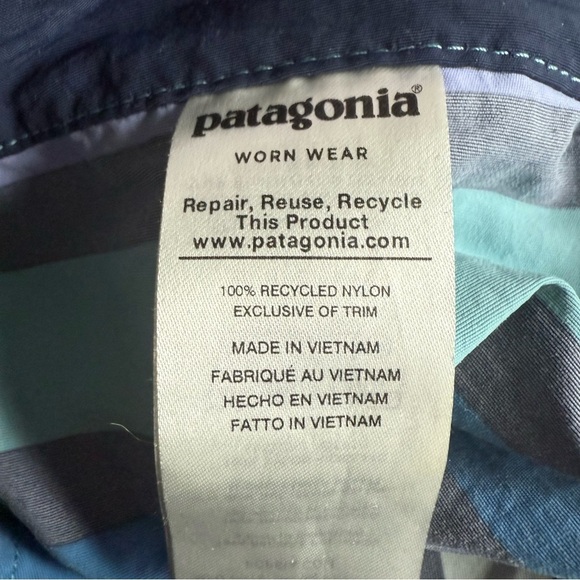 patagonia®
WORN WEAR
Repair, Reuse, Recycle
This Product
www.patagonia.com
100% RECYCLED NYLON
EXCLUSIVE OF TRIM
MADE IN VIETNAM
FABRIQUÉ AU VIETNAM
HECHO EN VIETNAM
FATTO IN VIETNAM